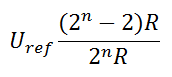 U_ref (2^n − 2)R / 2^n R